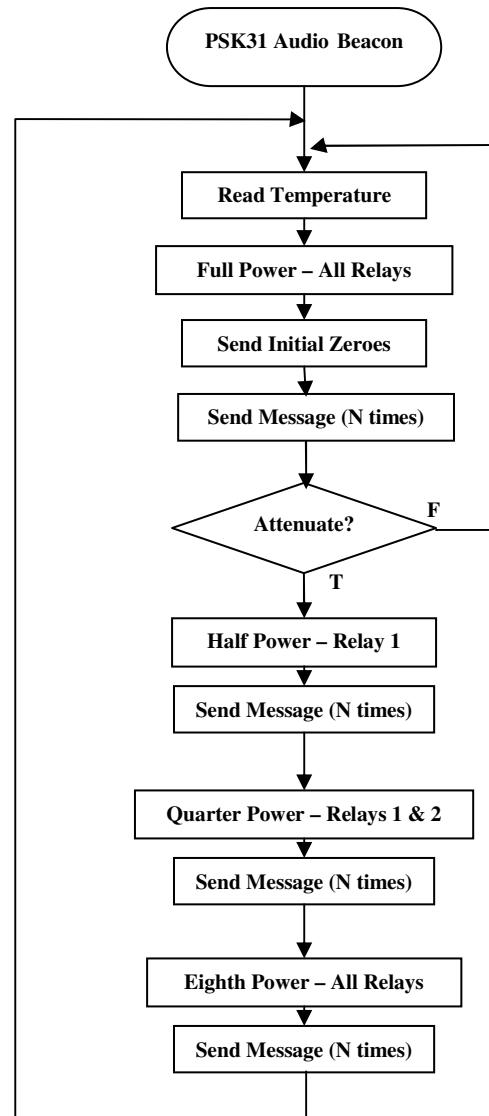 PSK31 Audio Beacon
Read Temperature
Full Power – All Relays
Send Initial Zeroes
Send Message (N times)
Attenuate?
F
T
Half Power – Relay 1
Send Message (N times)
Quarter Power – Relays 1 & 2
Send Message (N times)
Eighth Power – All Relays
Send Message (N times)